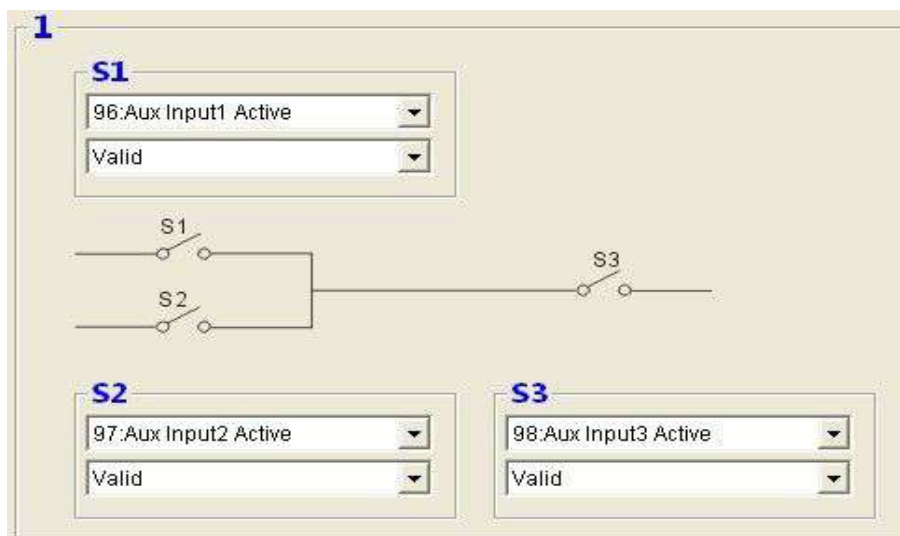 1
S1
96:Aux Input1 Active
Valid
S1
S3
S2
S2
S3
97:Aux Input2 Active
98:Aux Input3 Active
Valid
Valid